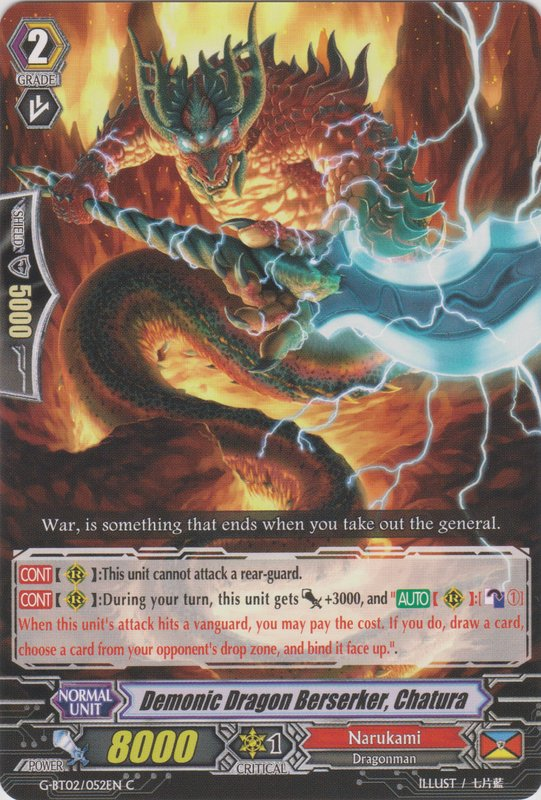 2
GRADE
SHIELD
5000
War, is something that ends when you take out the general.
CONT【 R 】:This unit cannot attack a rear-guard.
CONT【 R 】:During your turn, this unit gets +3000, and "AUTO【 R 】:[ ①]
When this unit's attack hits a vanguard, you may pay the cost. If you do, draw a card,
choose a card from your opponent's drop zone, and bind it face up.".
NORMAL
UNIT
Demonic Dragon Berserker, Chatura
POWER
8000
1
CRITICAL
Narukami
Dragonman
G-BT02/052EN C
ILLUST / 七片藍